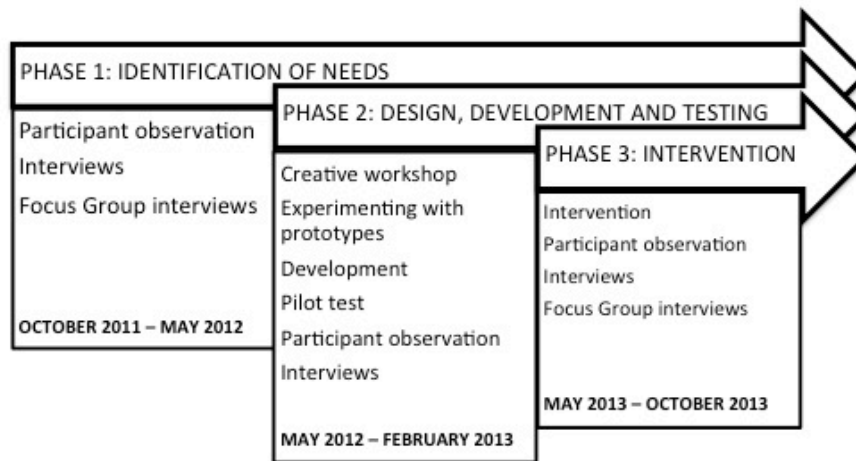 PHASE 1: IDENTIFICATION OF NEEDS
Participant observation
Interviews
Focus Group interviews
OCTOBER 2011 – MAY 2012
PHASE 2: DESIGN, DEVELOPMENT AND TESTING
Creative workshop
Experimenting with
prototypes
Development
Pilot test
Participant observation
Interviews
MAY 2012 – FEBRUARY 2013
PHASE 3: INTERVENTION
Intervention
Participant observation
Interviews
Focus Group interviews
MAY 2013 – OCTOBER 2013